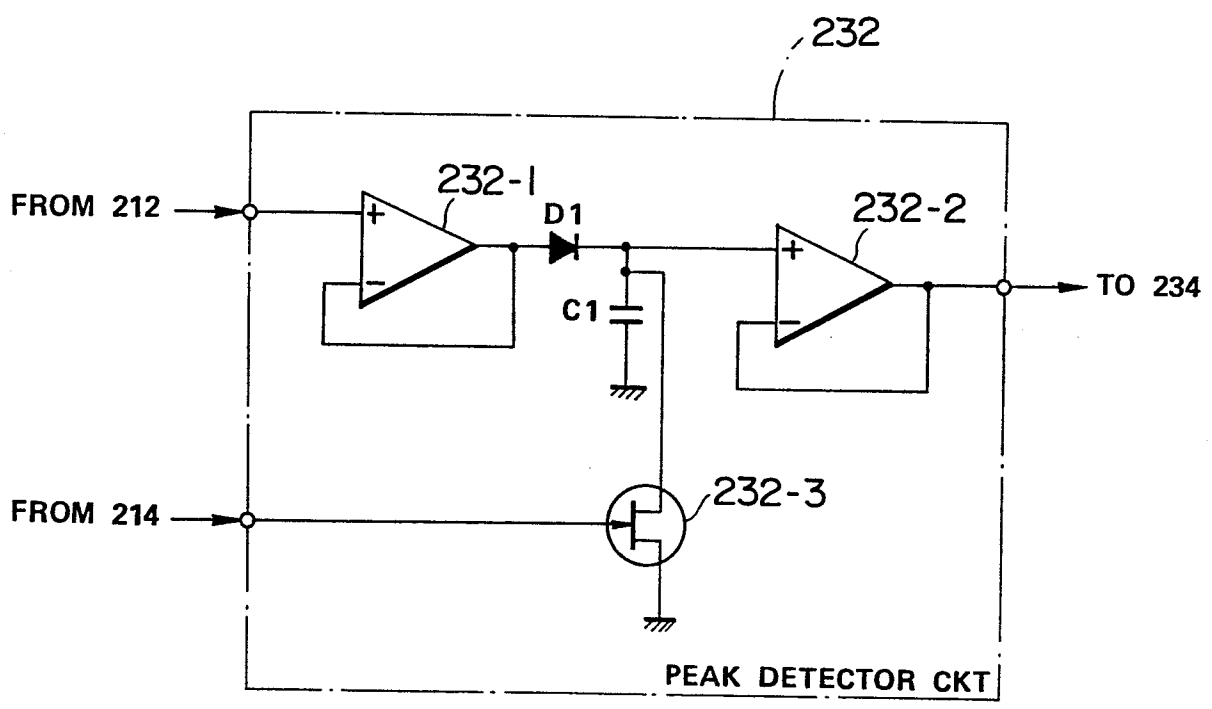 232
FROM 212
232-1
D1
232-2
+
+
−
C1
−
TO 234
FROM 214
232-3
PEAK DETECTOR CKT